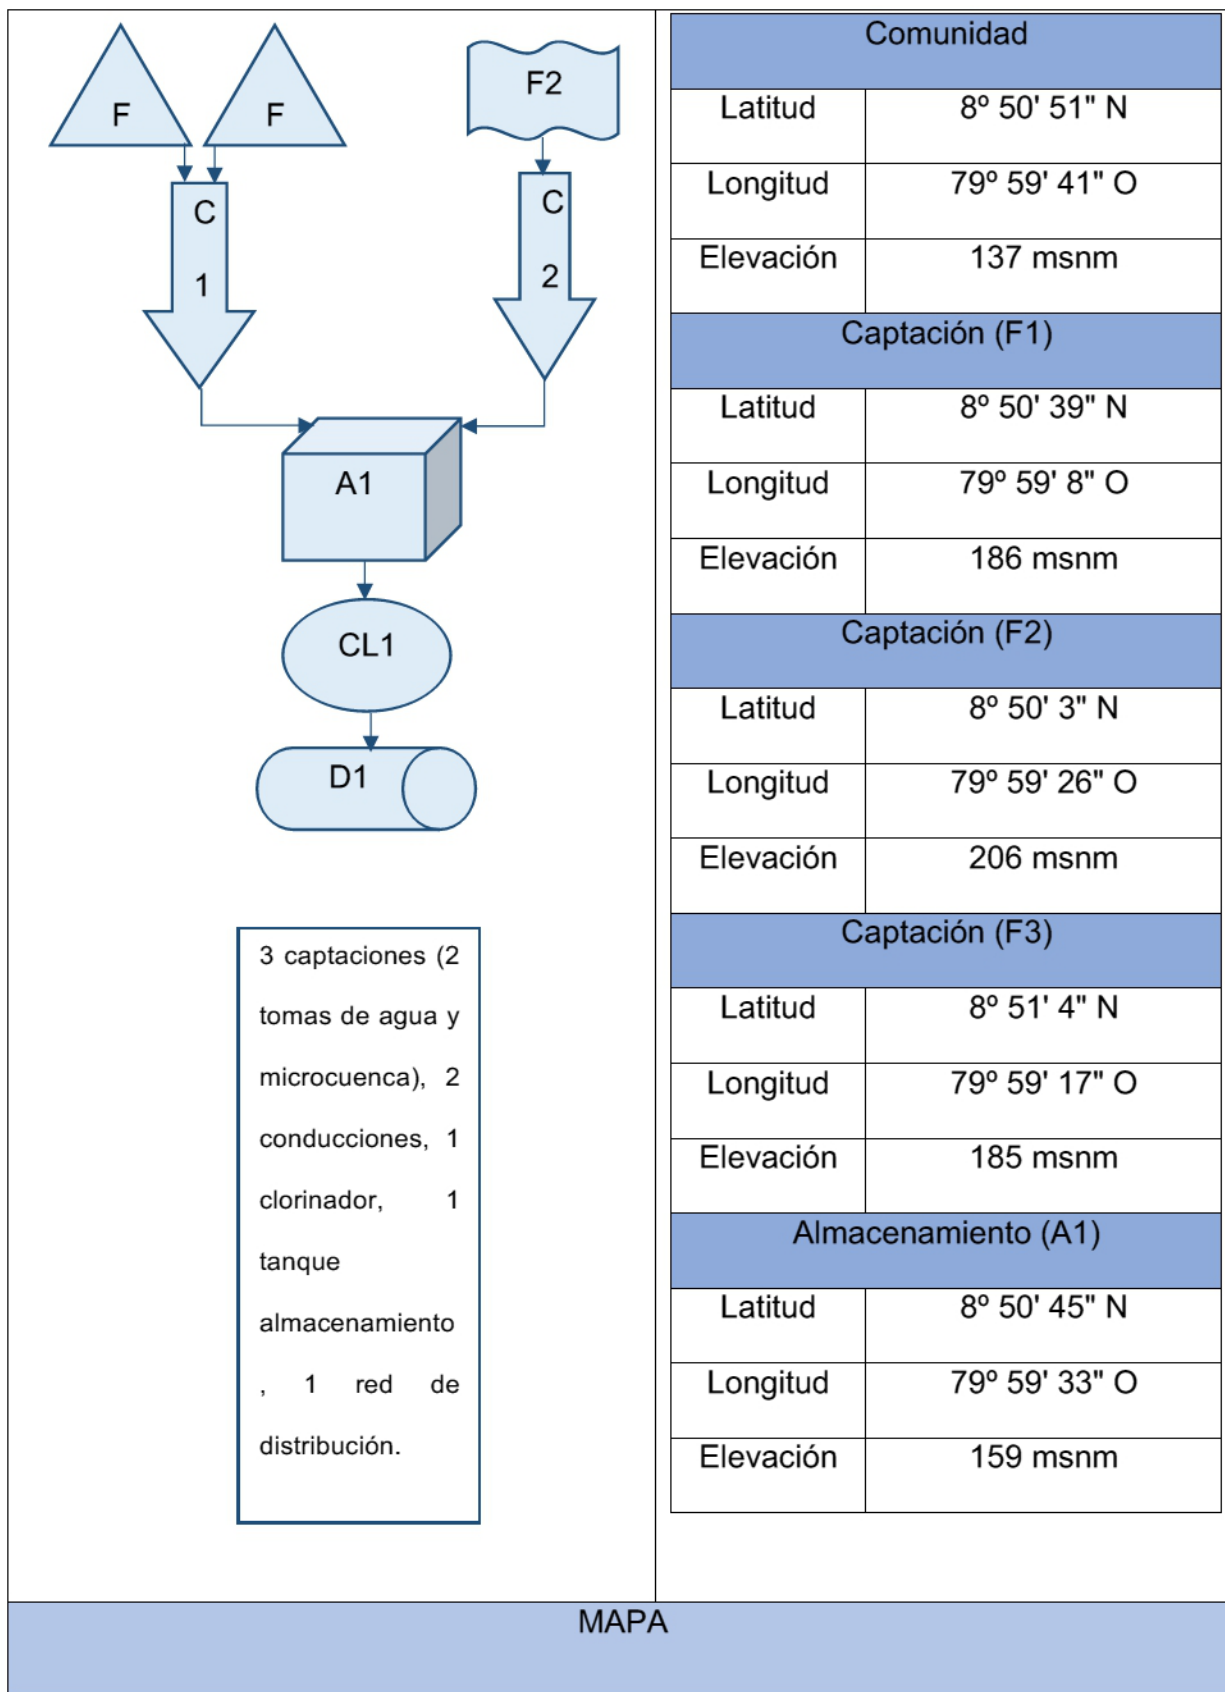 F
F
F2
C
1
C
2
A1
CL1
D1
3 captaciones (2
tomas de agua y
microcuenca), 2
conducciones, 1
clorinador, 1
tanque
almacenamiento
, 1 red de
distribución.
Comunidad
Latitud 8º 50' 51" N
Longitud 79º 59' 41" O
Elevación 137 msnm
Captación (F1)
Latitud 8º 50' 39" N
Longitud 79º 59' 8" O
Elevación 186 msnm
Captación (F2)
Latitud 8º 50' 3" N
Longitud 79º 59' 26" O
Elevación 206 msnm
Captación (F3)
Latitud 8º 51' 4" N
Longitud 79º 59' 17" O
Elevación 185 msnm
Almacenamiento (A1)
Latitud 8º 50' 45" N
Longitud 79º 59' 33" O
Elevación 159 msnm
MAPA